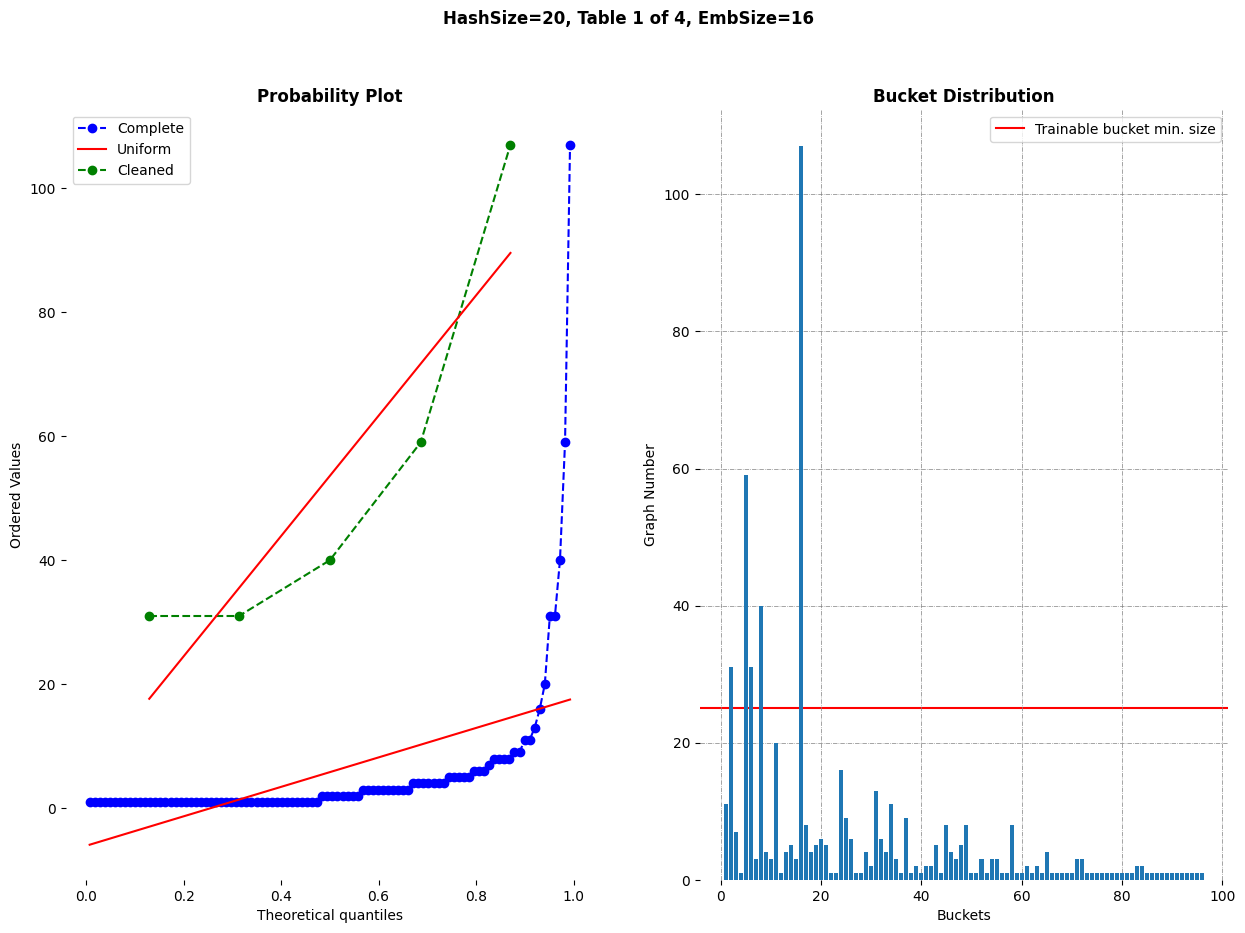 HashSize=20, Table 1 of 4, EmbSize=16
Probability Plot
Complete
Uniform
Cleaned
Ordered Values
100
80
60
40
20
0
0.0 0.2 0.4 0.6 0.8 1.0
Theoretical quantiles
Bucket Distribution
Trainable bucket min. size
Graph Number
100
80
60
40
20
0
0 20 40 60 80 100
Buckets